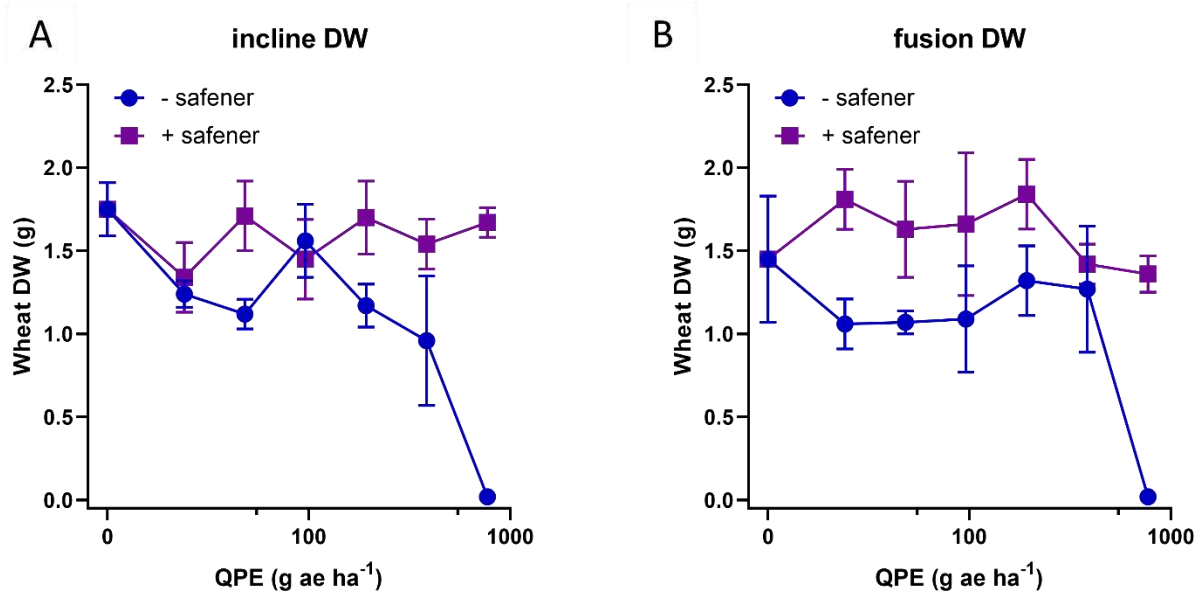 A
incline DW
- safener
+ safener
Wheat DW (g)
2.5
2.0
1.5
1.0
0.5
0.0
0
100
1000
QPE (g ae ha⁻¹)
B
fusion DW
- safener
+ safener
Wheat DW (g)
2.5
2.0
1.5
1.0
0.5
0.0
0
100
1000
QPE (g ae ha⁻¹)